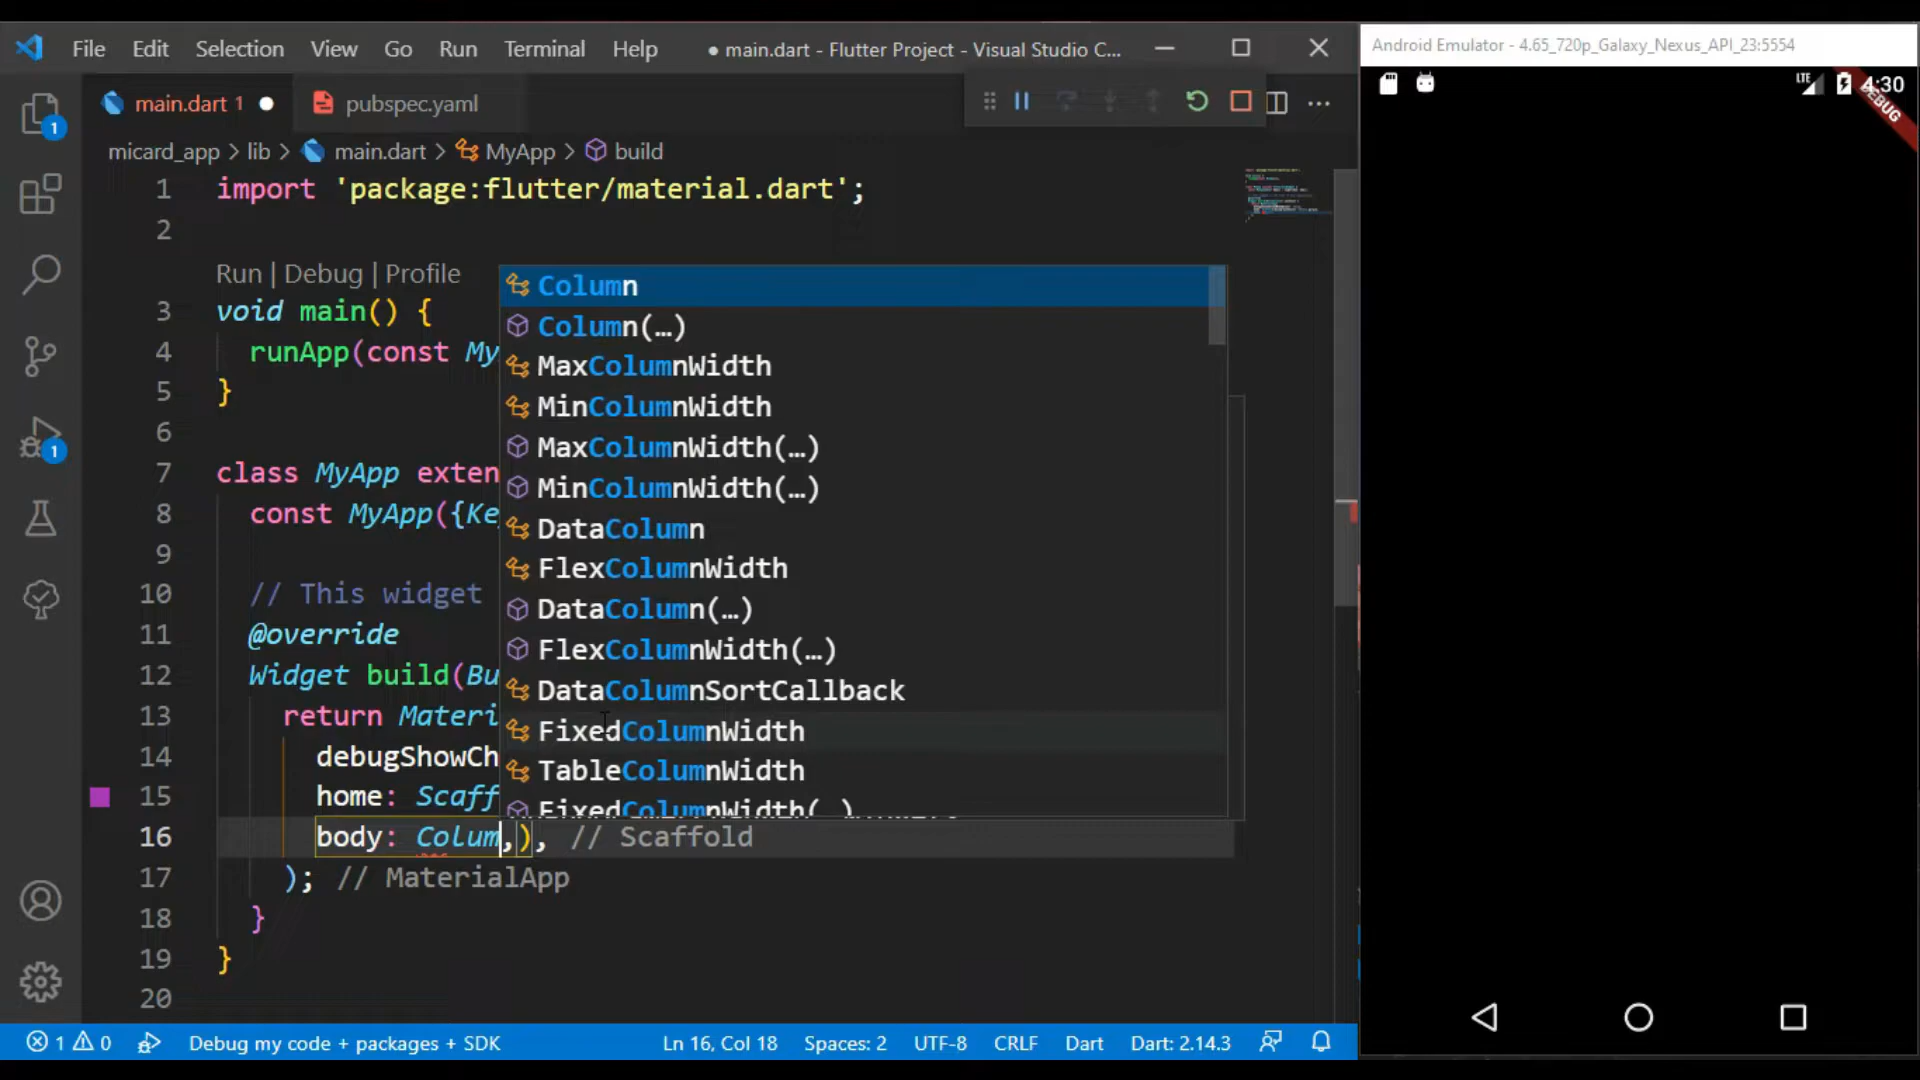 File Edit Selection View Go Run Terminal Help ● main.dart - Flutter Project - Visual Studio C...
Android Emulator - 4.65_720p_Galaxy_Nexus_API_23:5554
LTE 4:30
DEBUG
main.dart 1 ● pubspec.yaml
micard_app > lib > main.dart > MyApp > build
1 import 'package:flutter/material.dart';
2
Run | Debug | Profile
3 void main() {
4 runApp(const My
5 }
6
7 class MyApp exten
8 const MyApp({Ke
9
10 // This widget
11 @override
12 Widget build(Bu
13 return Materi
14 debugShowCh
15 home: Scaff
16 body: Colum,), // Scaffold
17 ); // MaterialApp
18 }
19 }
20
Column
Column(…)
MaxColumnWidth
MinColumnWidth
MaxColumnWidth(…)
MinColumnWidth(…)
DataColumn
FlexColumnWidth
DataColumn(…)
FlexColumnWidth(…)
DataColumnSortCallback
FixedColumnWidth
TableColumnWidth
FixedColumnWidth(…)
1
1
1 0 Debug my code + packages + SDK Ln 16, Col 18 Spaces: 2 UTF-8 CRLF Dart Dart: 2.14.3